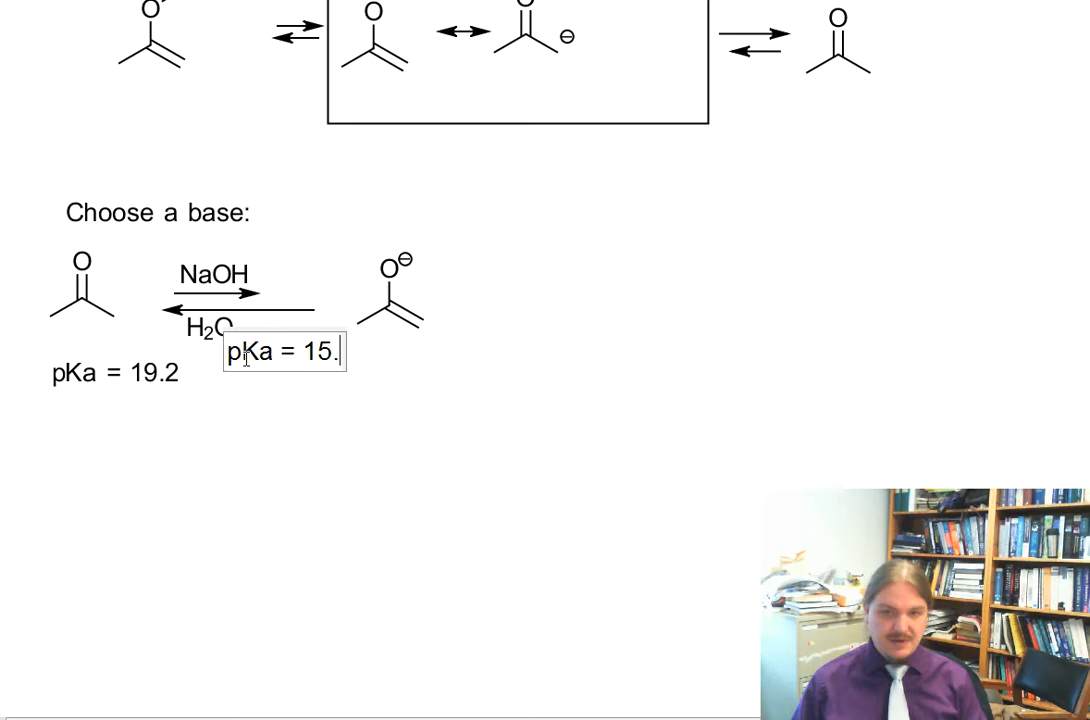 O
O
O
O
Choose a base:
O
NaOH
O⊖
H₂O
pKa = 15.
pKa = 19.2